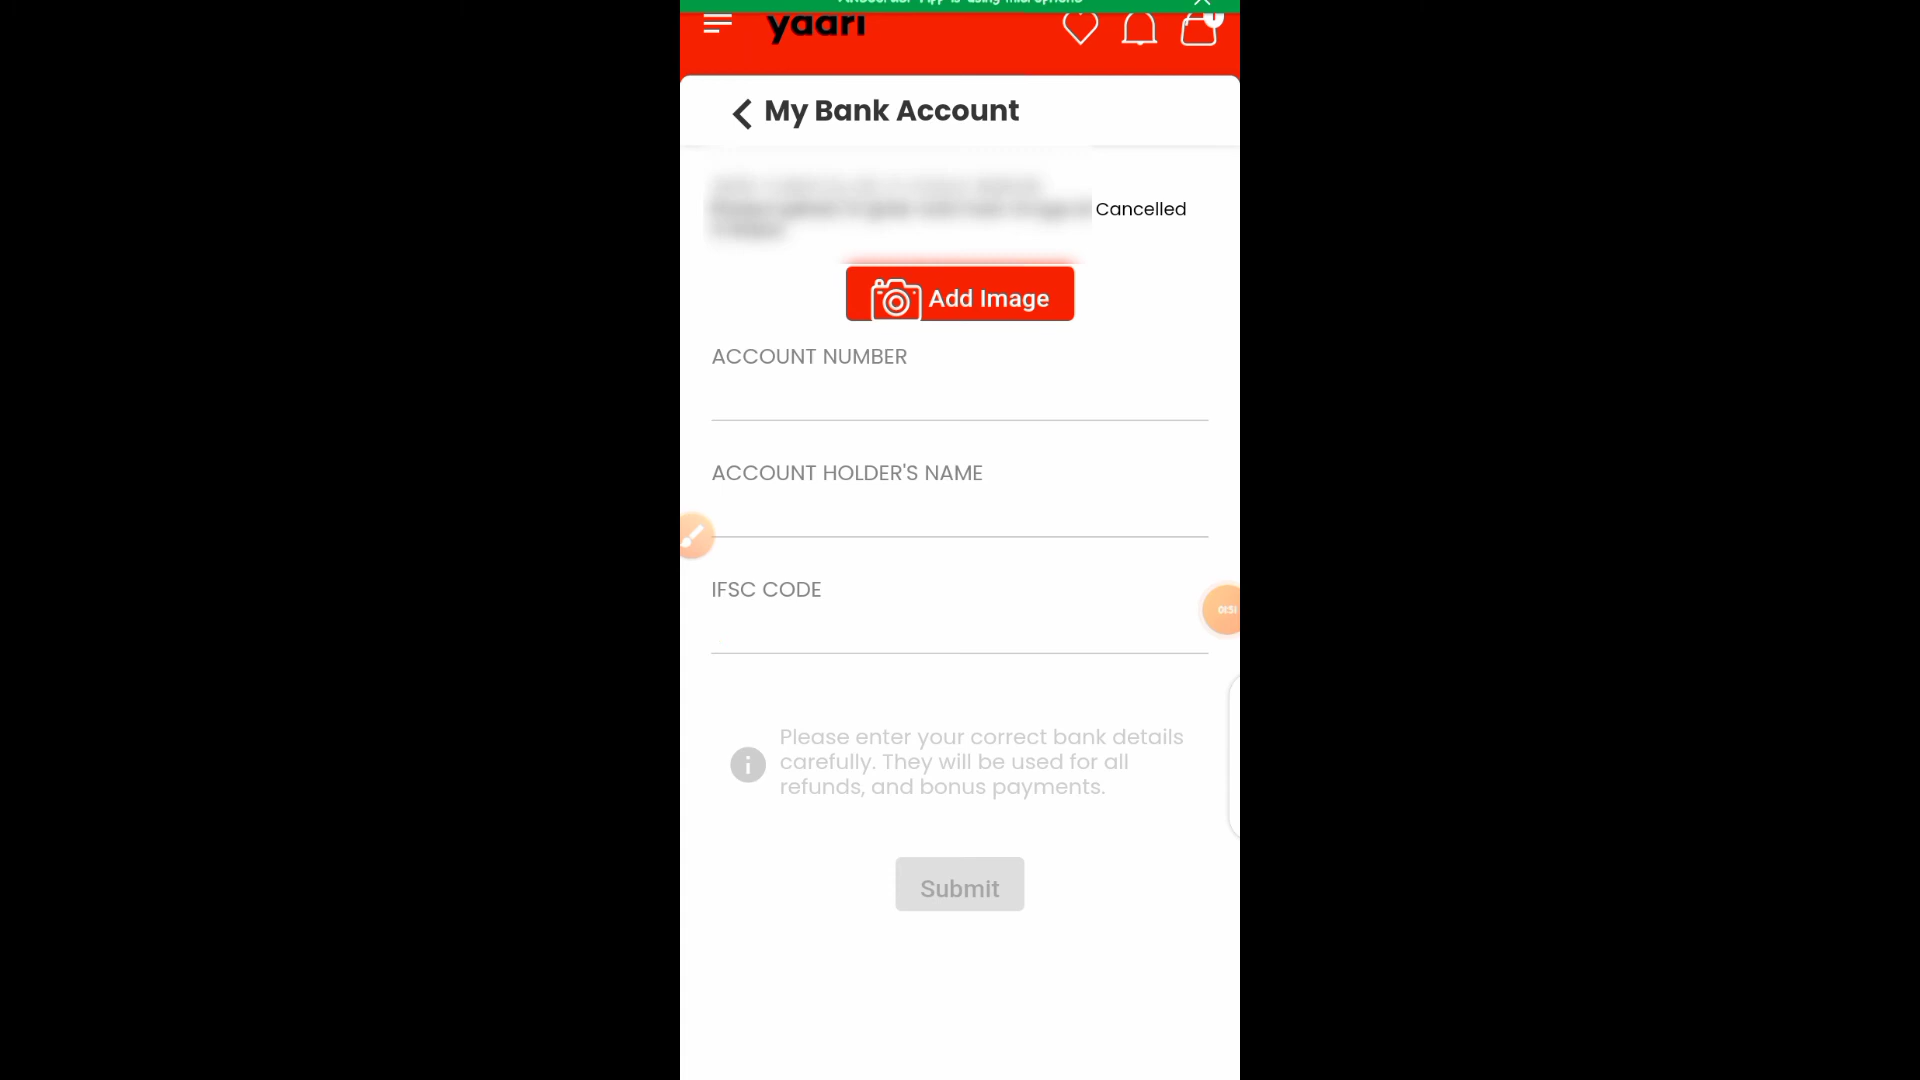 yaari
My Bank Account
Cancelled
Add Image
ACCOUNT NUMBER
ACCOUNT HOLDER'S NAME
IFSC CODE
Please enter your correct bank details
carefully. They will be used for all
refunds, and bonus payments.
Submit